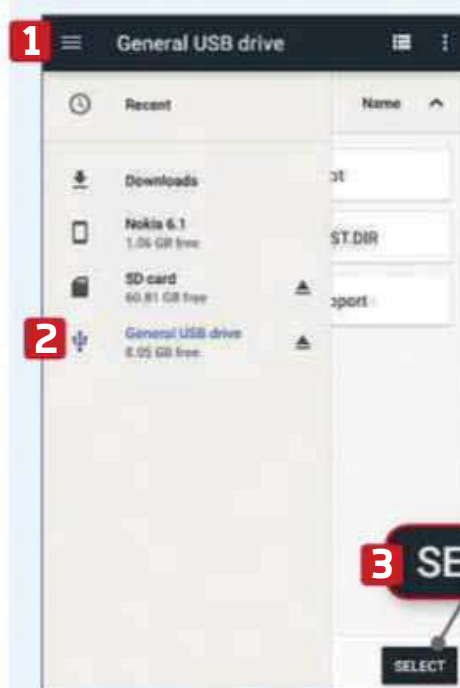 1 General USB drive
Recent
Name
Downloads
ot
Nokia 6.1
1.06 GB free
ST.DIR
SD card
60.81 GB free
pport
2 General USB drive
8.05 GB free
3 SE
SELECT